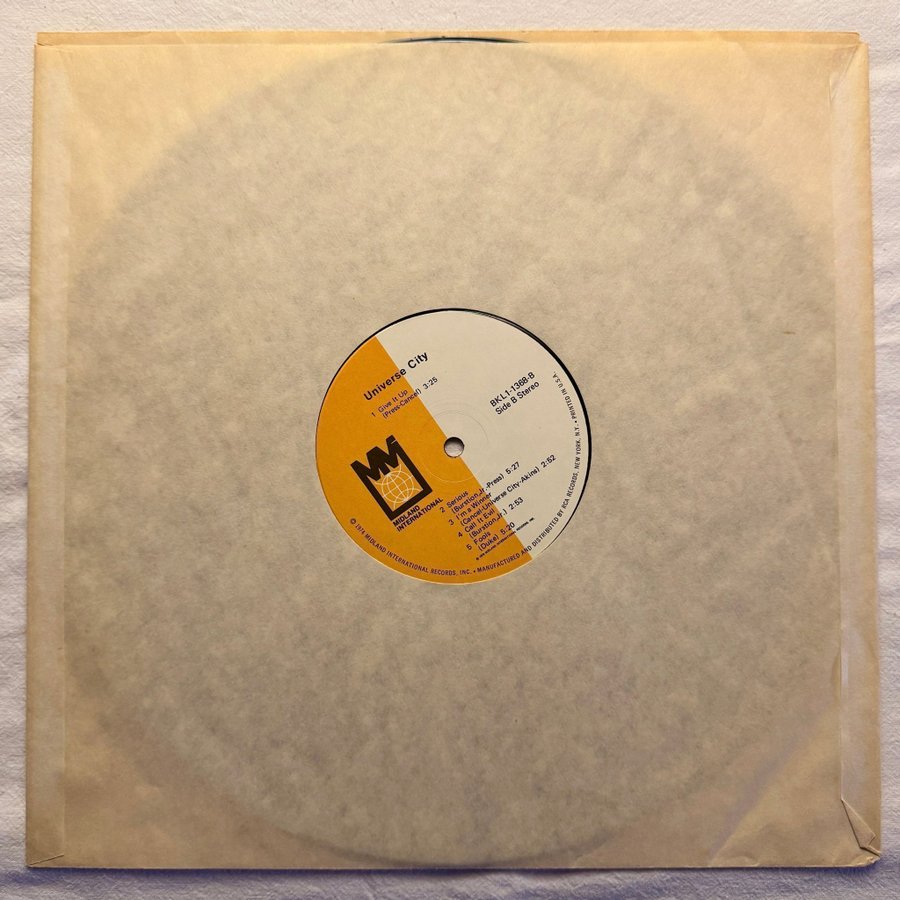 Universe City
1 Give It Up
(Press-Cancel) 3:25
BKL1-1368-B
Side B Stereo
MM
MIDLAND
INTERNATIONAL
2 Serious
(Burston,Jr.-Press) 5:27
3 I'm a Winner
(Cancel-Universe City-Akins) 2:52
4 Call It Evil
(Burston,Jr.) 2:53
5 Fools
(Duke) 5:20
© 1974 MIDLAND INTERNATIONAL RECORDS, INC. • MANUFACTURED AND DISTRIBUTED BY RCA RECORDS, NEW YORK, N.Y. • PRINTED IN U.S.A.